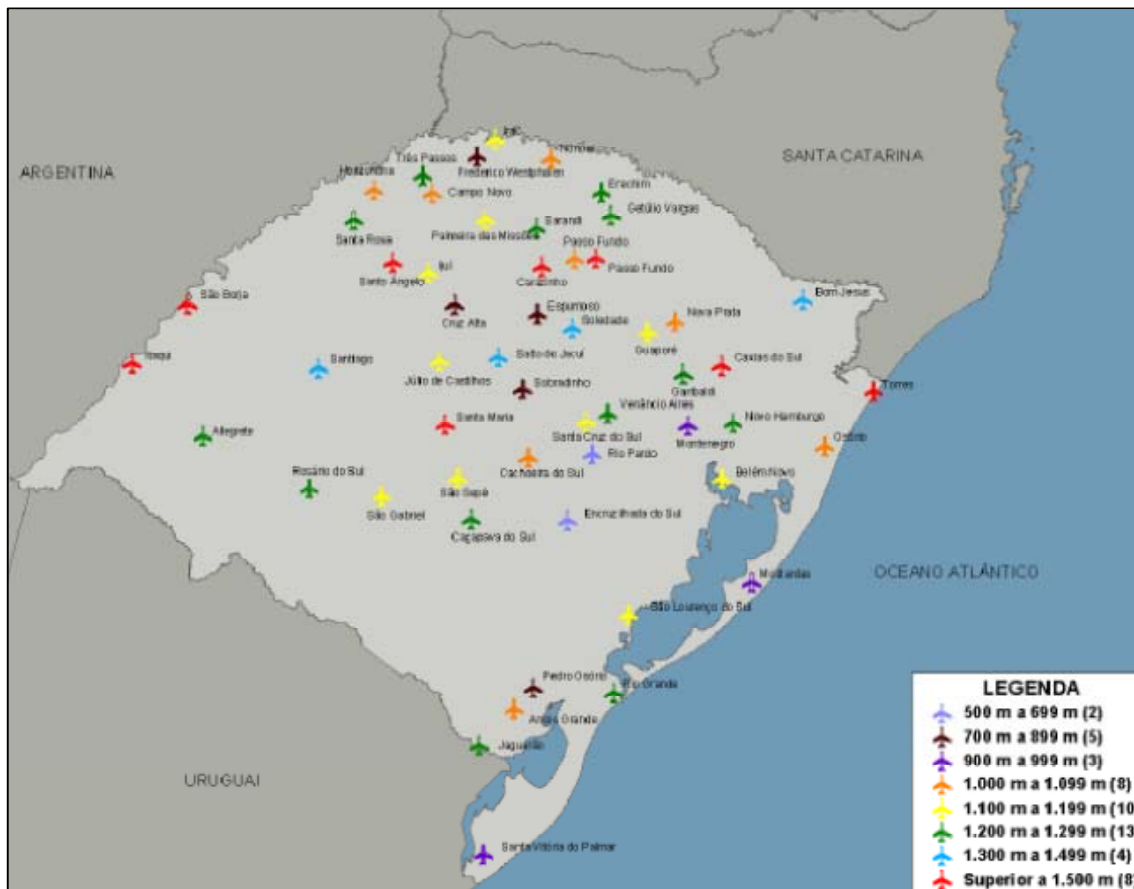 ARGENTINA
SANTA CATARINA
Iraí
Nonoai
Três Passos
Frederico Westphalen
Horizontina
Campo Novo
Erechim
Getúlio Vargas
Santa Rosa
Palmeira das Missões
Sarandi
Passo Fundo
Passo Fundo
Santo Angelo
Ijuí
Carazinho
São Borja
Bom Jesus
Cruz Alta
Espumoso
Soledade
Nova Prata
Guaporé
Itaqui
Santiago
Júlio de Castilhos
Salto do Jacuí
Caxias do Sul
Garibaldi
Torres
Sobradinho
Venâncio Aires
Novo Hamburgo
Santa Maria
Santa Cruz do Sul
Montenegro
Alegrete
Osório
Rio Pardo
Cachoeira do Sul
Rosário do Sul
São Sepé
Belém Novo
São Gabriel
Caçapava do Sul
Encruzilhada do Sul
OCEANO ATLÂNTICO
Mostardas
São Lourenço do Sul
Pedro Osório
Rio Grande
Arroio Grande
Jaguarão
URUGUAI
Santa Vitória do Palmar
LEGENDA
500 m a 699 m (2)
700 m a 899 m (5)
900 m a 999 m (3)
1.000 m a 1.099 m (8)
1.100 m a 1.199 m (10
1.200 m a 1.299 m (13
1.300 m a 1.499 m (4)
Superior a 1.500 m (8